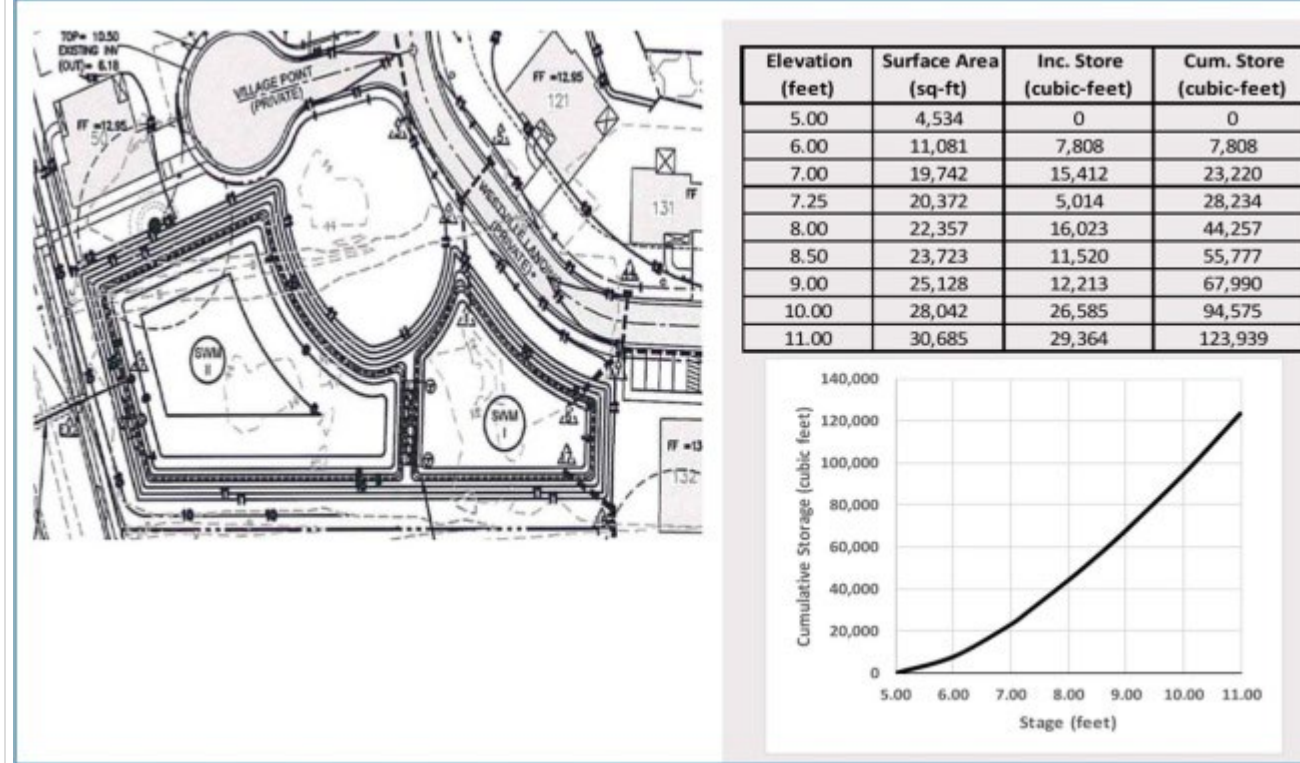 TOP= 10.50
EXISTING INV
(OUT)= 6.18
VILLAGE POINT
(PRIVATE)
FF =12.95
50
FF =12.95
121
131
FF
WESTVILLE LANDING
(PRIVATE)
SWM
II
SWM
I
FF =13
132
10
10
Elevation
(feet)
Surface Area
(sq-ft)
Inc. Store
(cubic-feet)
Cum. Store
(cubic-feet)
5.00 4,534 0 0
6.00 11,081 7,808 7,808
7.00 19,742 15,412 23,220
7.25 20,372 5,014 28,234
8.00 22,357 16,023 44,257
8.50 23,723 11,520 55,777
9.00 25,128 12,213 67,990
10.00 28,042 26,585 94,575
11.00 30,685 29,364 123,939
Cumulative Storage (cubic feet)
140,000
120,000
100,000
80,000
60,000
40,000
20,000
0
5.00 6.00 7.00 8.00 9.00 10.00 11.00
Stage (feet)